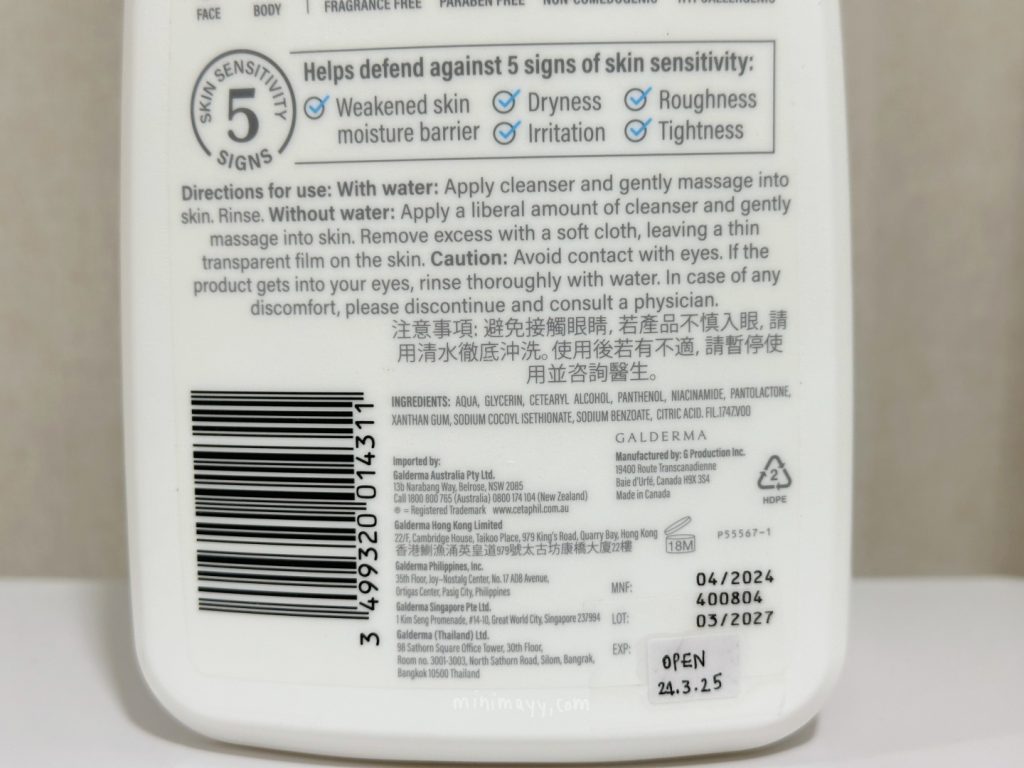 FACE BODY FRAGRANCE FREE PARABEN FREE NON-COMEDOGENIC HYPOALLERGENIC
SKIN SENSITIVITY
5
SIGNS
Helps defend against 5 signs of skin sensitivity:
Weakened skin moisture barrier
Dryness
Irritation
Roughness
Tightness
Directions for use: With water: Apply cleanser and gently massage into
skin. Rinse. Without water: Apply a liberal amount of cleanser and gently
massage into skin. Remove excess with a soft cloth, leaving a thin
transparent film on the skin. Caution: Avoid contact with eyes. If the
product gets into your eyes, rinse thoroughly with water. In case of any
discomfort, please discontinue and consult a physician.
注意事項: 避免接觸眼睛, 若產品不慎入眼, 請
用清水徹底沖洗。使用後若有不適, 請暫停使
用並咨詢醫生。
INGREDIENTS: AQUA, GLYCERIN, CETEARYL ALCOHOL, PANTHENOL, NIACINAMIDE, PANTOLACTONE,
XANTHAN GUM, SODIUM COCOYL ISETHIONATE, SODIUM BENZOATE, CITRIC ACID. FIL.174ZV00
GALDERMA
Manufactured by: G Production Inc.
19400 Route Transcanadienne
Baie d'Urfé, Canada H9X 3S4
Made in Canada
2
HDPE
Imported by:
Galderma Australia Pty Ltd.
13b Narabang Way, Belrose, NSW 2085
Call 1800 800 765 (Australia) 0800 174 104 (New Zealand)
® = Registered Trademark www.cetaphil.com.au
Galderma Hong Kong Limited
22/F, Cambridge House, Taikoo Place, 979 King's Road, Quarry Bay, Hong Kong
香港鰂魚涌英皇道979號太古坊康橋大廈22樓
18M
P55567-1
Galderma Philippines, Inc.
35th Floor, Joy-Nostalg Center, No. 17 ADB Avenue,
Ortigas Center, Pasig City, Philippines
Galderma Singapore Pte Ltd.
1 Kim Seng Promenade, #14-10, Great World City, Singapore 237994
Galderma (Thailand) Ltd.
98 Sathorn Square Office Tower, 30th Floor,
Room no. 3001-3003, North Sathorn Road, Silom, Bangrak,
Bangkok 10500 Thailand
MNF: 04/2024
LOT: 400804
EXP: 03/2027
OPEN
24.3.25
3 499320 014311
minimayy.com